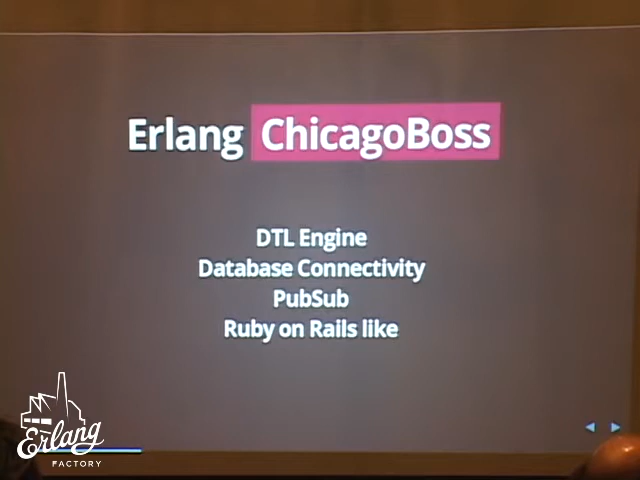 Erlang ChicagoBoss
DTL Engine
Database Connectivity
PubSub
Ruby on Rails like
Erlang
FACTORY